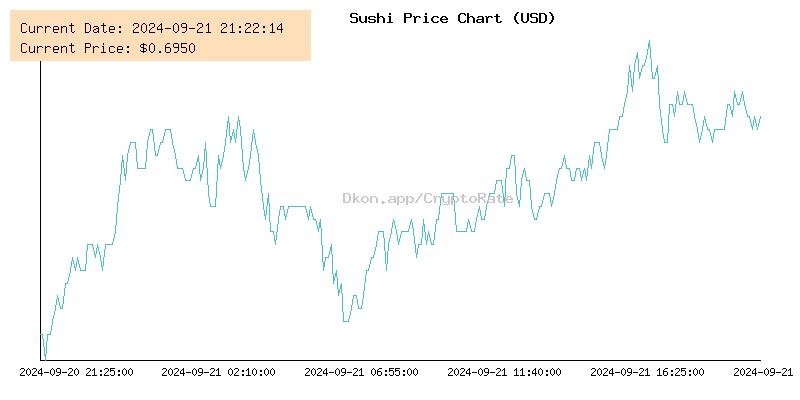 Sushi Price Chart (USD)
Current Date: 2024-09-21 21:22:14
Current Price: $0.6950
Dkon.app/CryptoRate
2024-09-20 21:25:00
2024-09-21 02:10:00
2024-09-21 06:55:00
2024-09-21 11:40:00
2024-09-21 16:25:00
2024-09-21